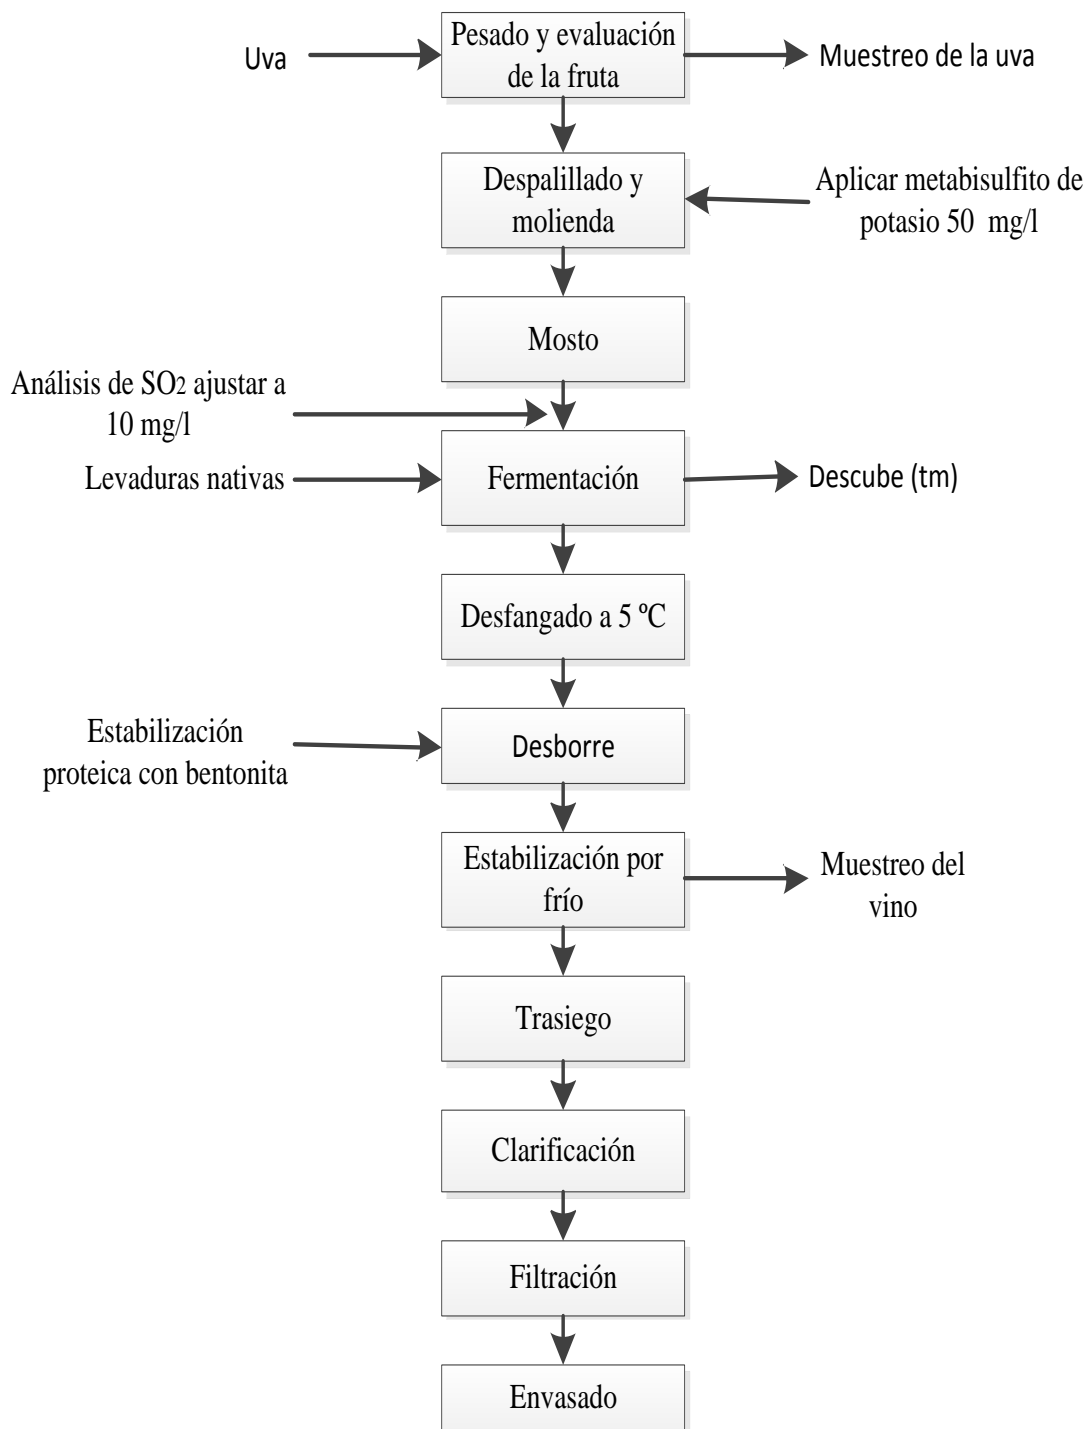 Uva
Pesado y evaluación
de la fruta
Muestreo de la uva
Despalillado y
molienda
Aplicar metabisulfito de
potasio 50 mg/l
Mosto
Análisis de SO2 ajustar a
10 mg/l
Levaduras nativas
Fermentación
Descube (tm)
Desfangado a 5 ºC
Estabilización
proteica con bentonita
Desborre
Estabilización por
frío
Muestreo del
vino
Trasiego
Clarificación
Filtración
Envasado